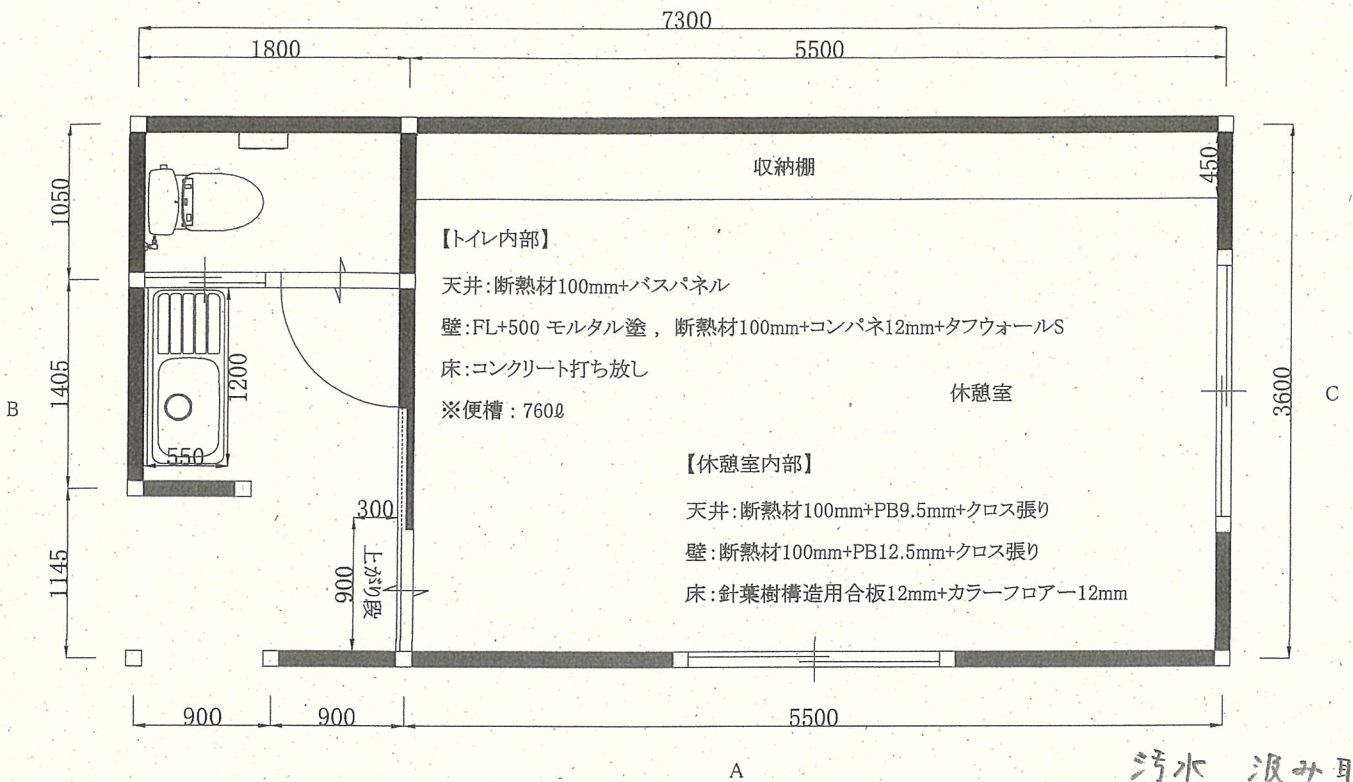 7300
1800
5500
収納棚
450
1050
【トイレ内部】
天井：断熱材100mm+バスパネル
壁：FL+500 モルタル塗 ，断熱材100mm+コンパネ12mm+タフウォールS
床：コンクリート打ち放し
※便槽：760ℓ
1405
1200
550
B
休憩室
3600
C
【休憩室内部】
天井：断熱材100mm+PB9.5mm+クロス張り
壁：断熱材100mm+PB12.5mm+クロス張り
床：針葉樹構造用合板12mm+カラーフロアー12mm
300
上がり段
900
1145
900
900
5500
A
汚水 汲み取